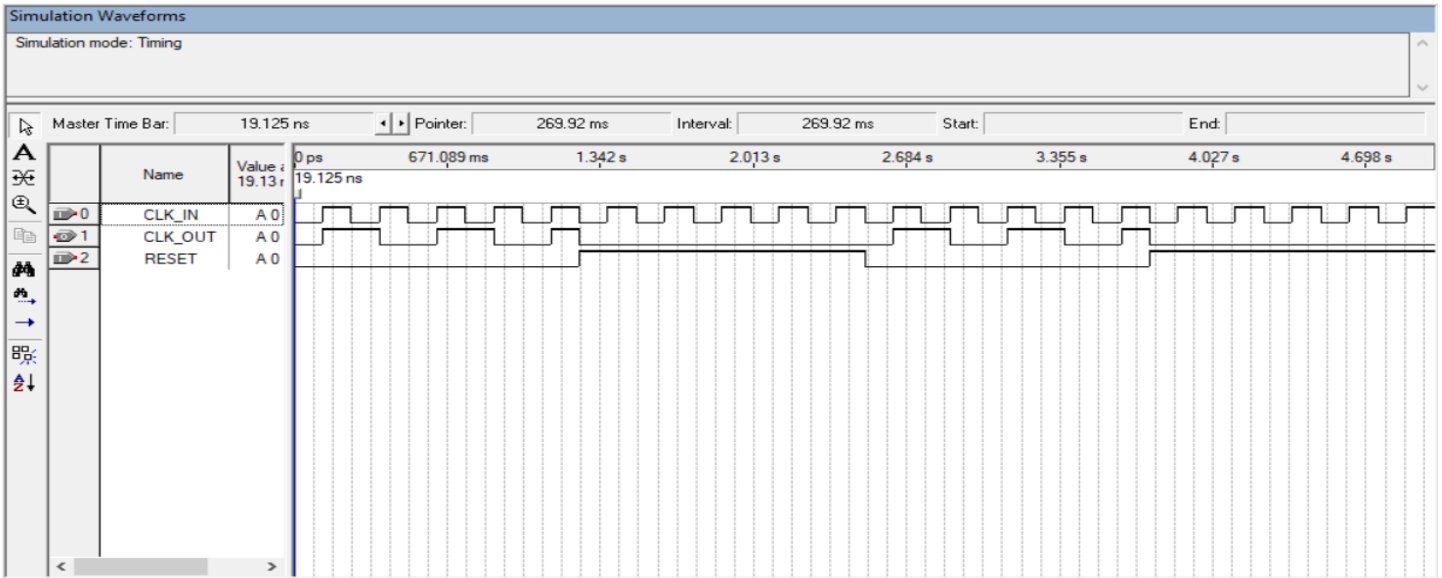 Simulation Waveforms
Simulation mode: Timing
Master Time Bar: 19.125 ns Pointer: 269.92 ms Interval: 269.92 ms Start: End:
Name
Value a
19.13 r
0 ps 671.089 ms 1.342 s 2.013 s 2.684 s 3.355 s 4.027 s 4.698 s
19.125 ns
0 CLK_IN A 0
1 CLK_OUT A 0
2 RESET A 0